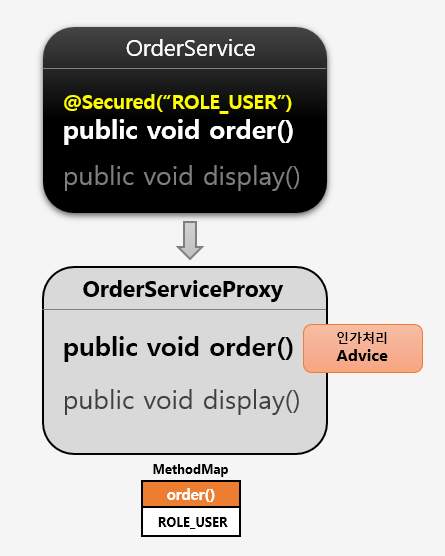 OrderService
@Secured(“ROLE_USER”)
public void order()
public void display()
OrderServiceProxy
public void order()
인가처리
Advice
public void display()
MethodMap
order()
ROLE_USER